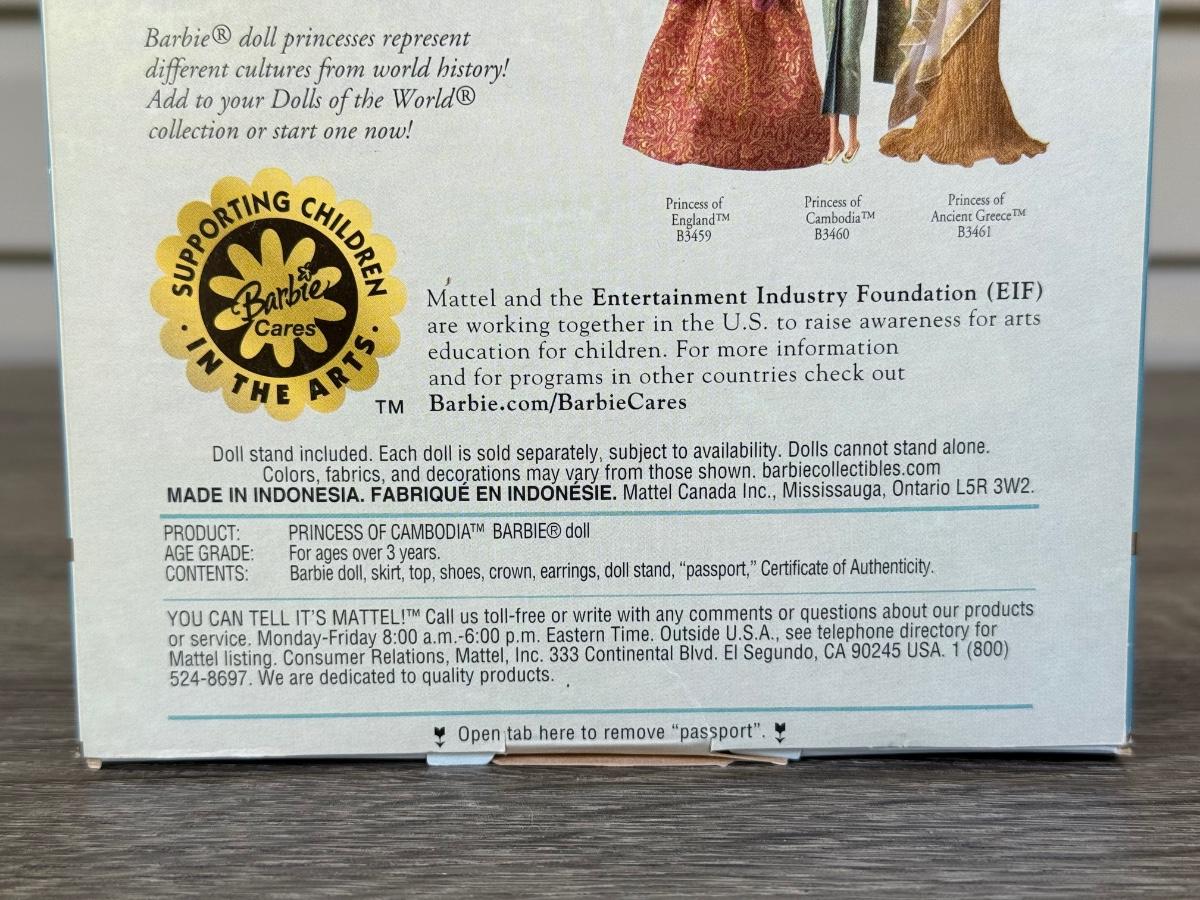 Barbie® doll princesses represent
different cultures from world history!
Add to your Dolls of the World®
collection or start one now!
Princess of
England™
B3459
Princess of
Cambodia™
B3460
Princess of
Ancient Greece™
B3461
SUPPORTING CHILDREN
· IN THE ARTS ·
Barbie
Cares
TM
Mattel and the Entertainment Industry Foundation (EIF)
are working together in the U.S. to raise awareness for arts
education for children. For more information
and for programs in other countries check out
Barbie.com/BarbieCares
Doll stand included. Each doll is sold separately, subject to availability. Dolls cannot stand alone.
Colors, fabrics, and decorations may vary from those shown. barbiecollectibles.com
MADE IN INDONESIA. FABRIQUÉ EN INDONÉSIE. Mattel Canada Inc., Mississauga, Ontario L5R 3W2.
PRODUCT: PRINCESS OF CAMBODIA™ BARBIE® doll
AGE GRADE: For ages over 3 years.
CONTENTS: Barbie doll, skirt, top, shoes, crown, earrings, doll stand, “passport,” Certificate of Authenticity.
YOU CAN TELL IT'S MATTEL!™ Call us toll-free or write with any comments or questions about our products
or service. Monday-Friday 8:00 a.m.-6:00 p.m. Eastern Time. Outside U.S.A., see telephone directory for
Mattel listing. Consumer Relations, Mattel, Inc. 333 Continental Blvd. El Segundo, CA 90245 USA. 1 (800)
524-8697. We are dedicated to quality products.
Open tab here to remove “passport”.